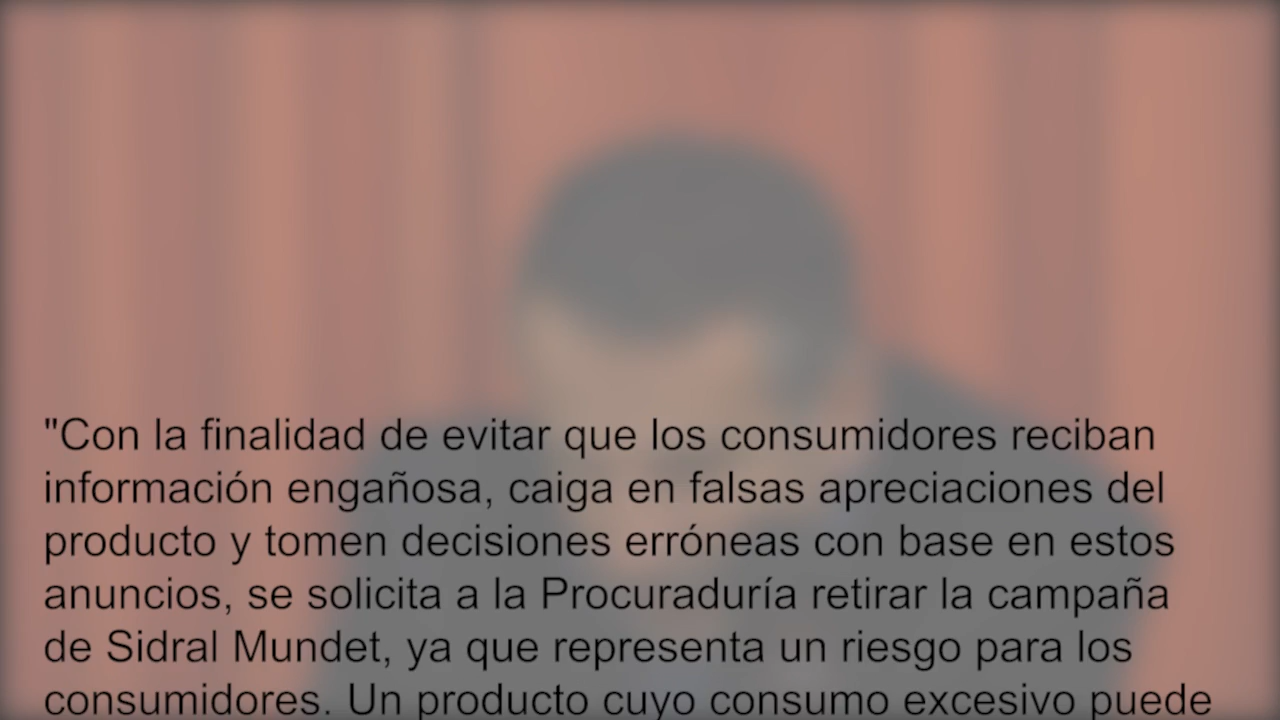 "Con la finalidad de evitar que los consumidores reciban
información engañosa, caiga en falsas apreciaciones del
producto y tomen decisiones erróneas con base en estos
anuncios, se solicita a la Procuraduría retirar la campaña
de Sidral Mundet, ya que representa un riesgo para los
consumidores. Un producto cuyo consumo excesivo puede